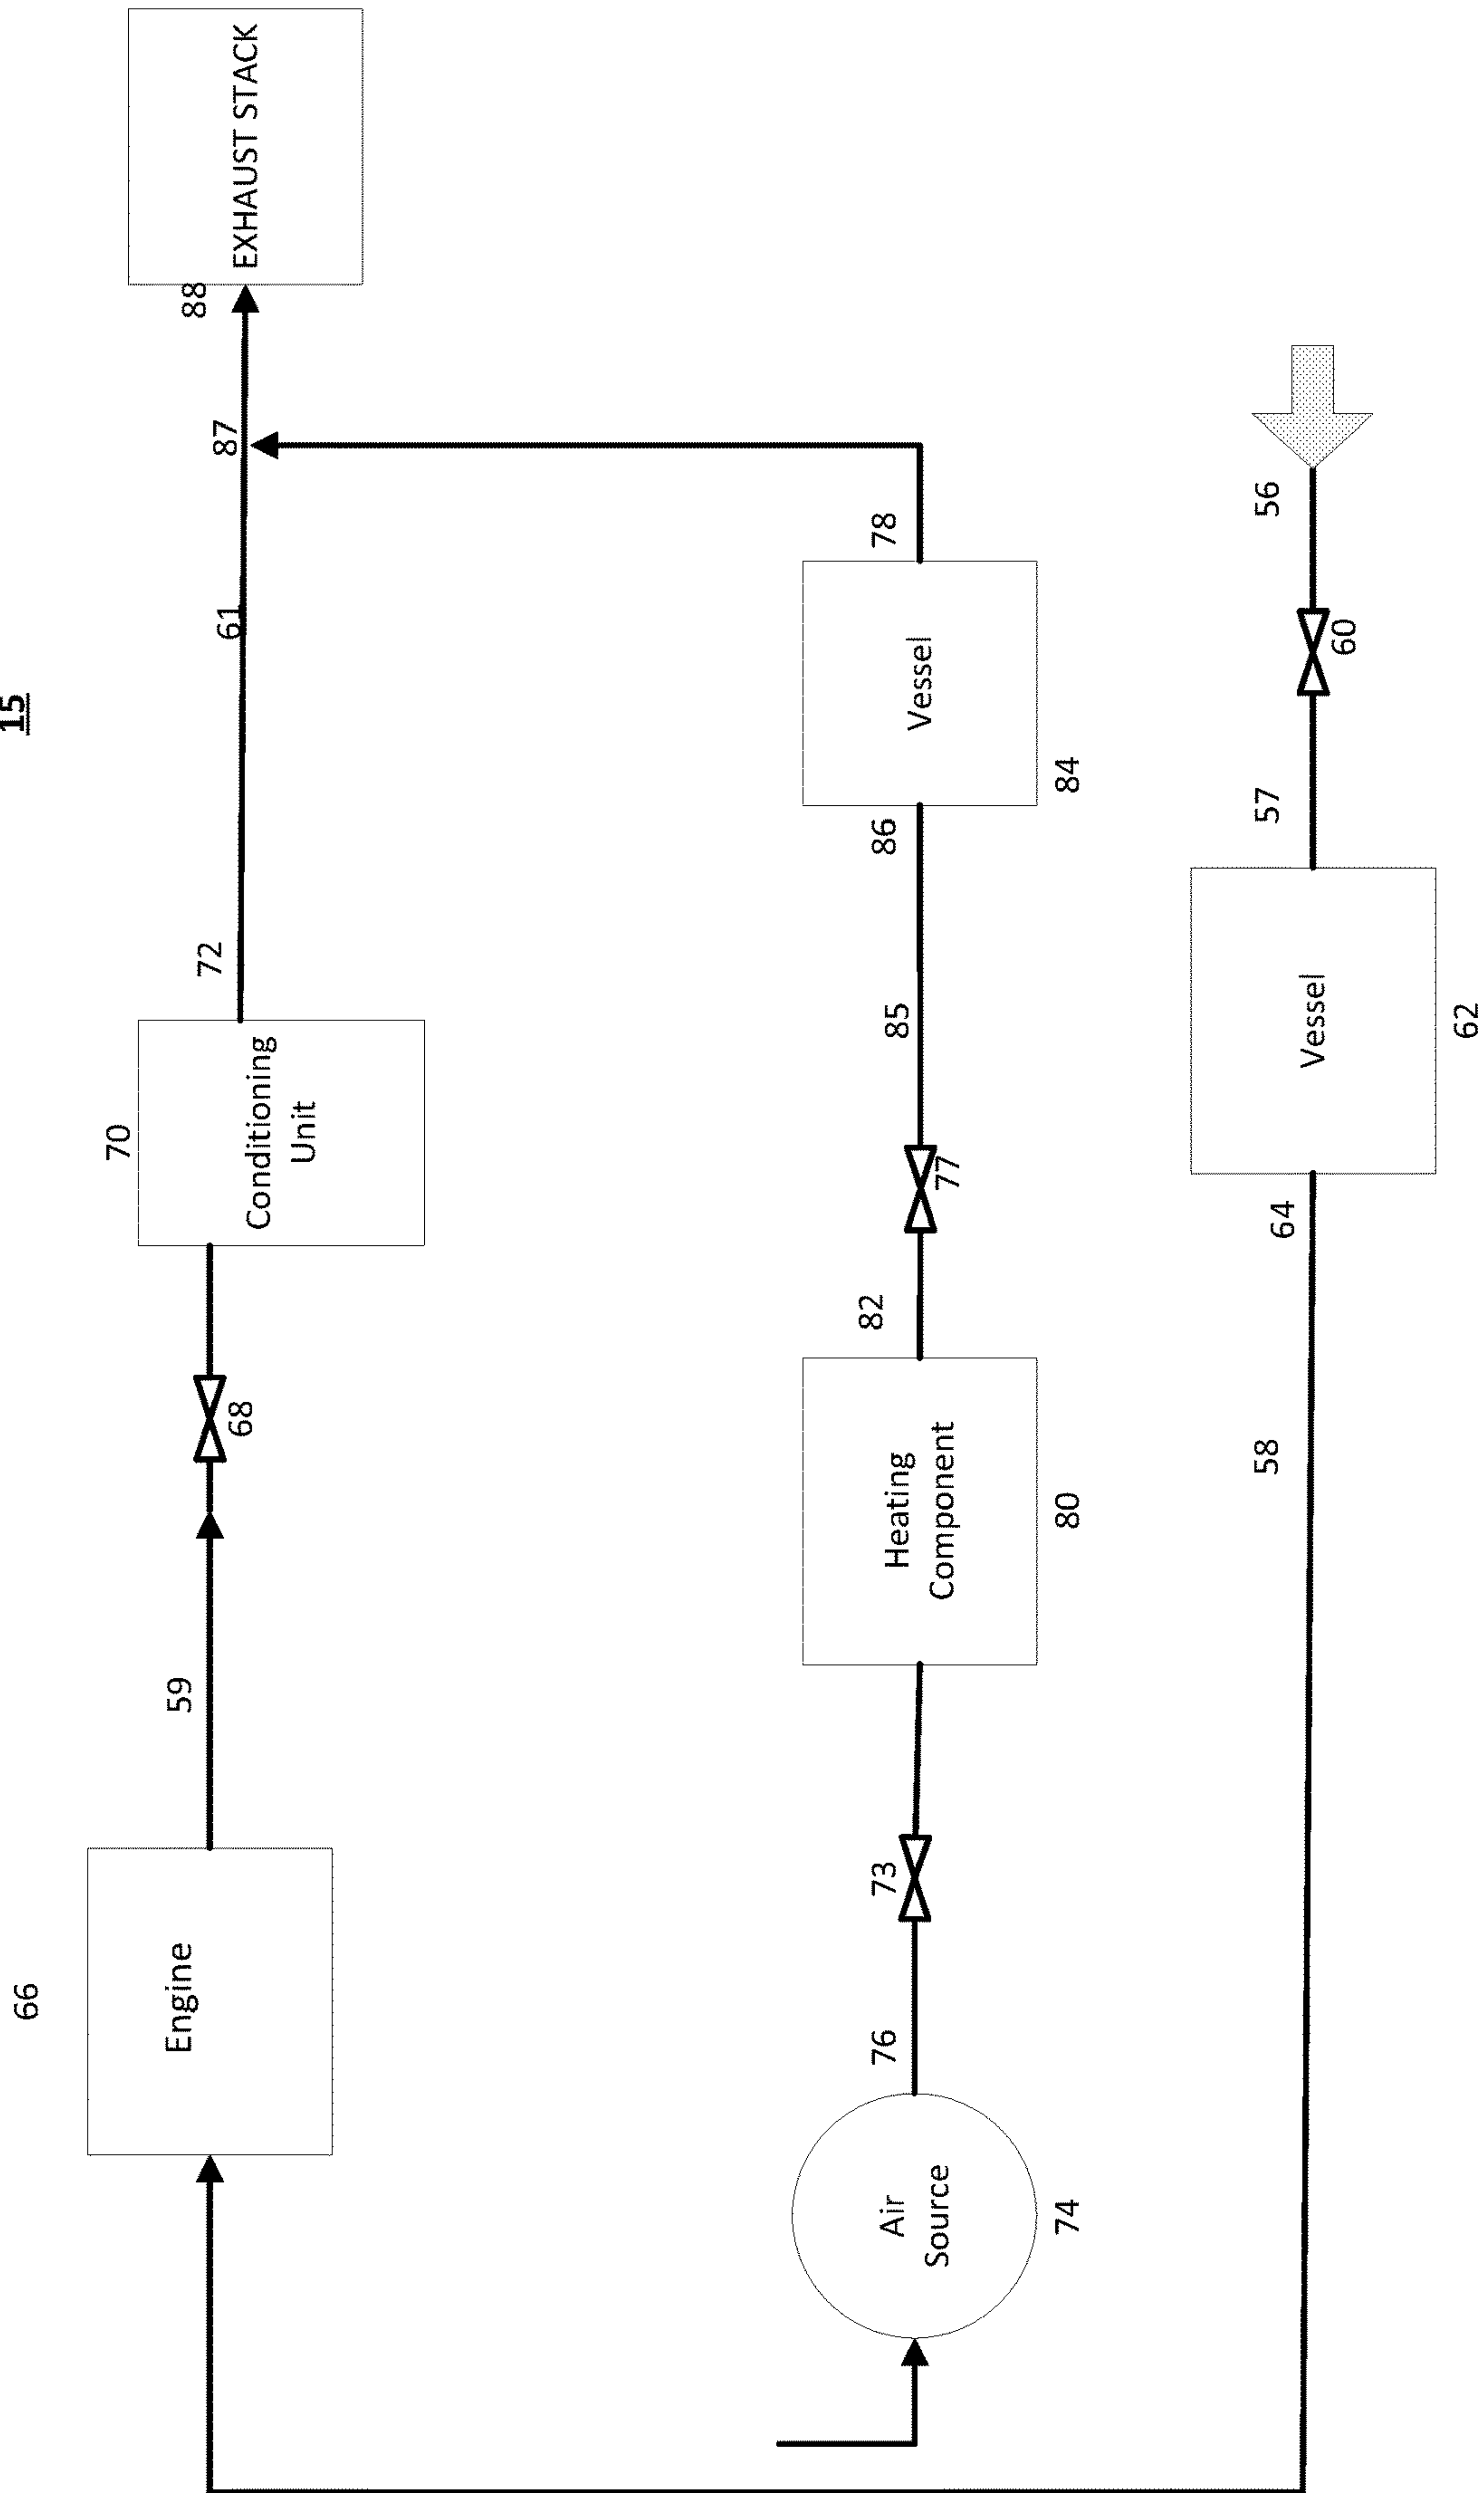 15
66
Engine
59
68
70
Conditioning
Unit
72
61
87
88
EXHAUST STACK
74
Air
Source
76
73
80
Heating
Component
82
77
85
86
84
Vessel
78
58
64
62
Vessel
57
60
56